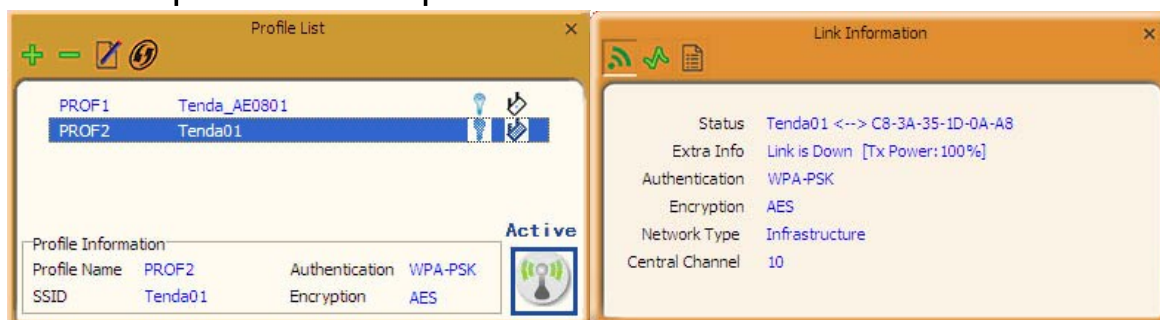 Profile List
×
PROF1 Tenda_AE0801
PROF2 Tenda01
Active
Profile Information
Profile Name PROF2 Authentication WPA-PSK
SSID Tenda01 Encryption AES
Link Information
×
Status Tenda01 <--> C8-3A-35-1D-0A-A8
Extra Info Link is Down [Tx Power:100%]
Authentication WPA-PSK
Encryption AES
Network Type Infrastructure
Central Channel 10